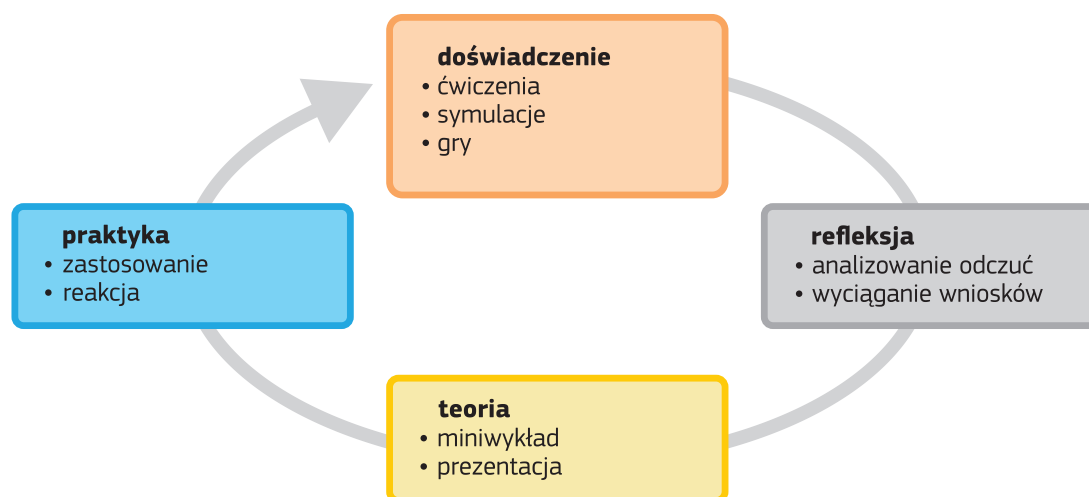 doświadczenie
• ćwiczenia
• symulacje
• gry
praktyka
• zastosowanie
• reakcja
refleksja
• analizowanie odczuć
• wyciąganie wniosków
teoria
• miniwykład
• prezentacja